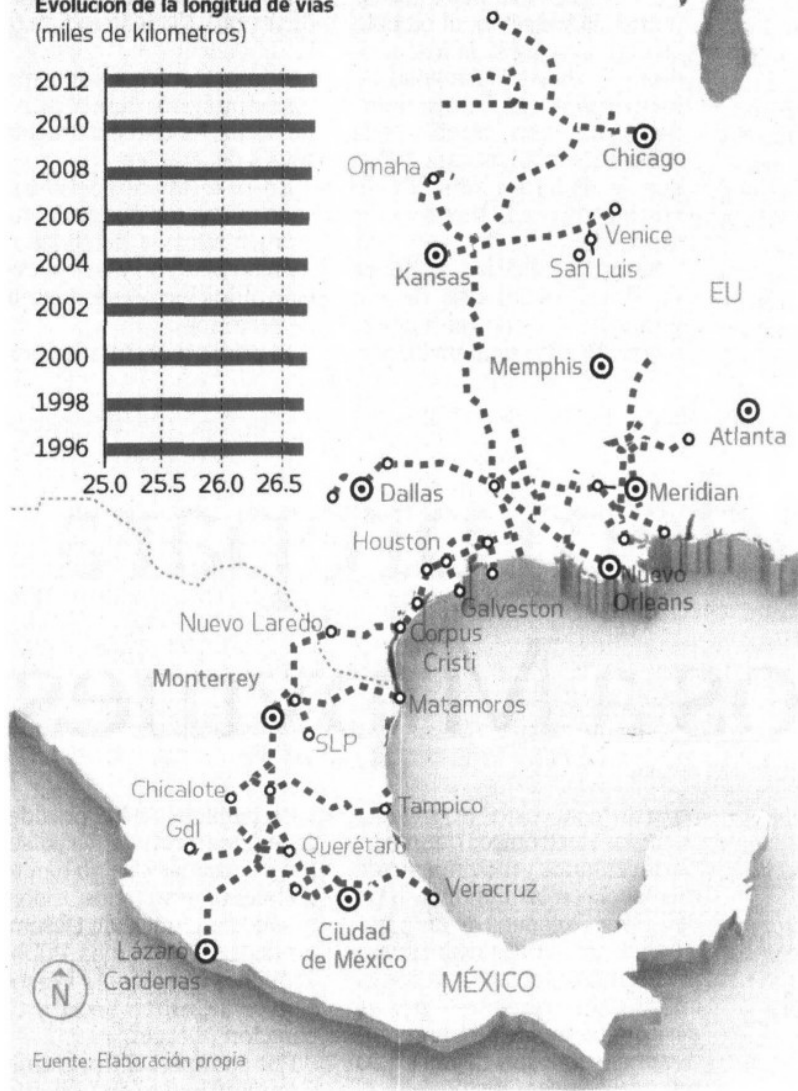 Evolución de la longitud de vías
(miles de kilometros)
2012
2010
2008
2006
2004
2002
2000
1998
1996
25.0 25.5 26.0 26.5
Chicago
Omaha
Venice
Kansas
San Luis
EU
Memphis
Atlanta
Dallas
Meridian
Houston
Nuevo
Orleans
Galveston
Nuevo Laredo
Corpus
Cristi
Monterrey
Matamoros
SLP
Chicalote
Tampico
Gdl
Querétaro
Veracruz
Ciudad
de México
Lázaro
Cardenas
MÉXICO
N
Fuente: Elaboración propia